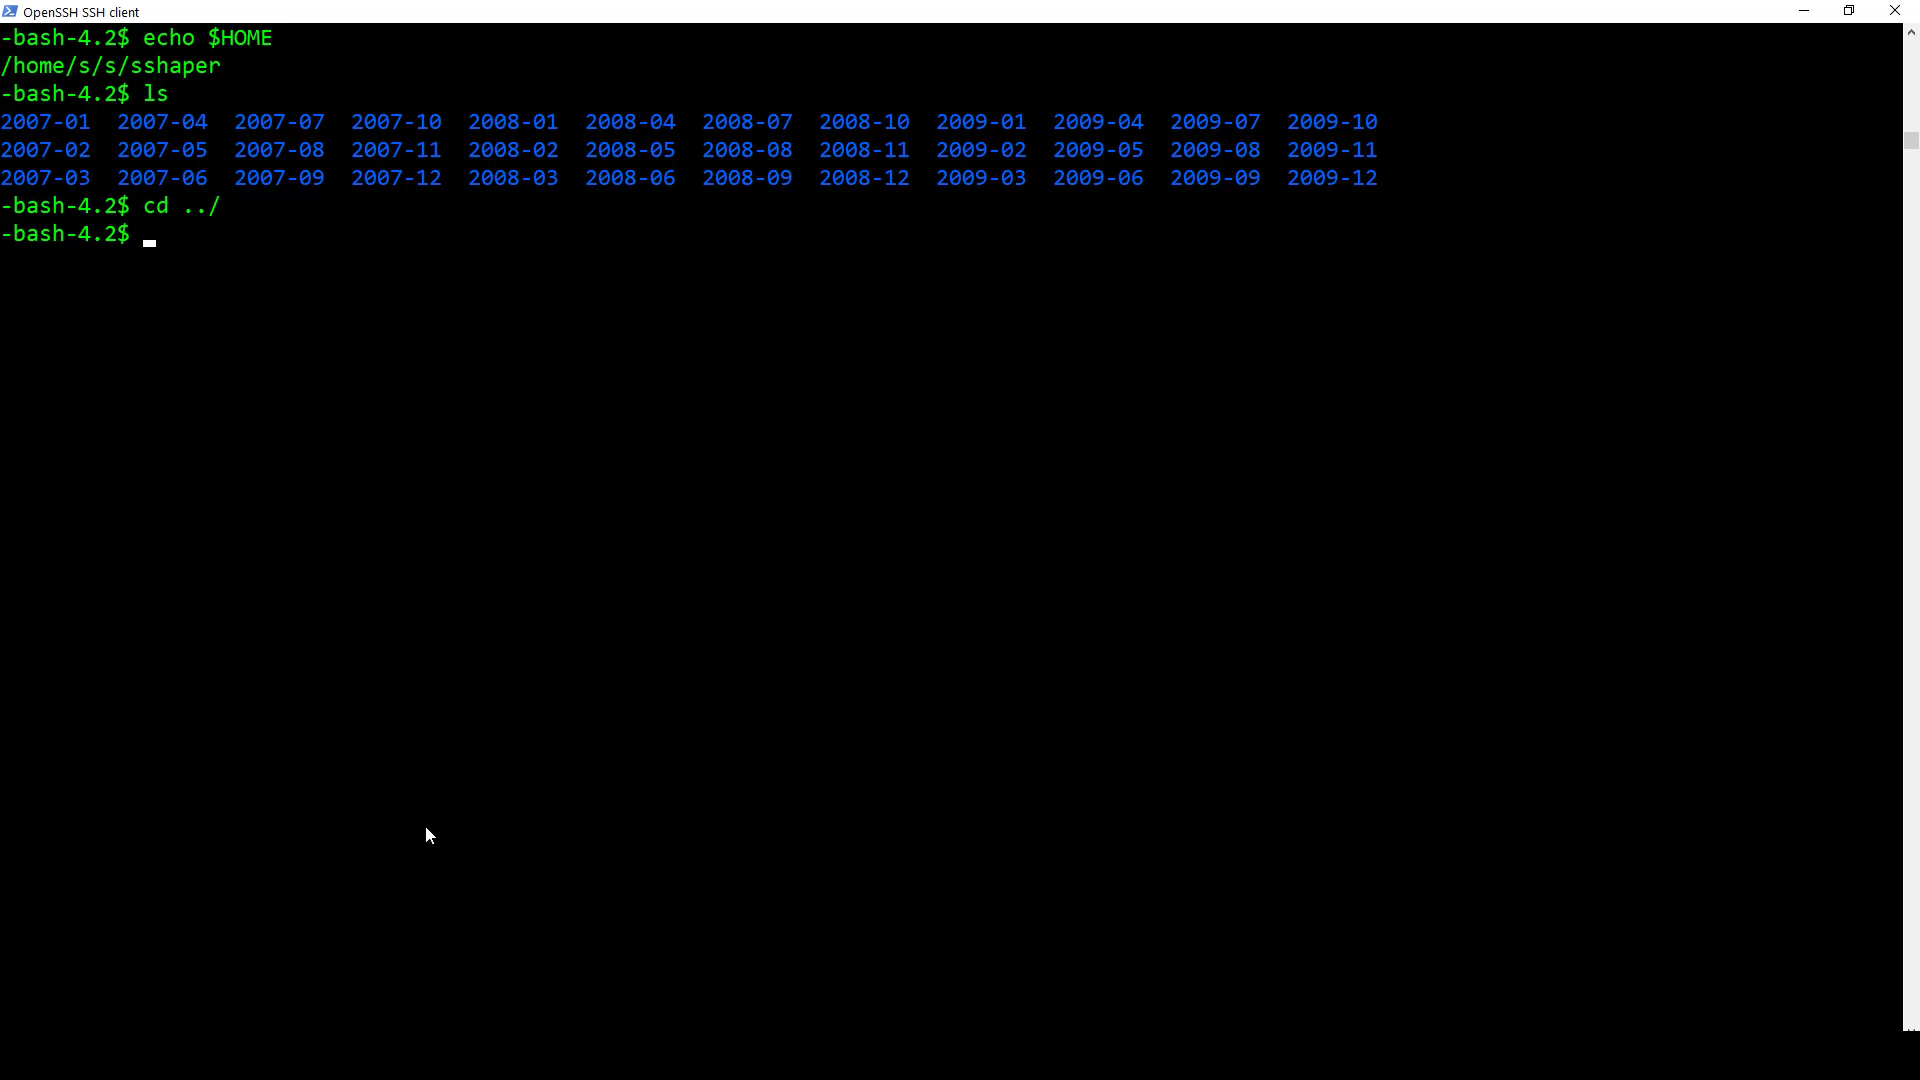 OpenSSH SSH client
-bash-4.2$ echo $HOME
/home/s/s/sshaper
-bash-4.2$ ls
2007-01  2007-04  2007-07  2007-10  2008-01  2008-04  2008-07  2008-10  2009-01  2009-04  2009-07  2009-10
2007-02  2007-05  2007-08  2007-11  2008-02  2008-05  2008-08  2008-11  2009-02  2009-05  2009-08  2009-11
2007-03  2007-06  2007-09  2007-12  2008-03  2008-06  2008-09  2008-12  2009-03  2009-06  2009-09  2009-12
-bash-4.2$ cd ../
-bash-4.2$